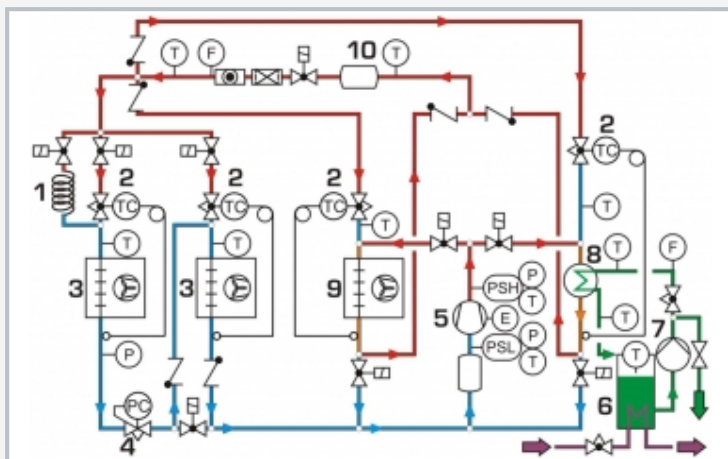 T F 10 T
2 TC
1 2 TC 2 TC 2 TC
T T T T
8 T F
3 3 9
PSH P T
5 E
7
PSL P T
T T
P
6
PC
4